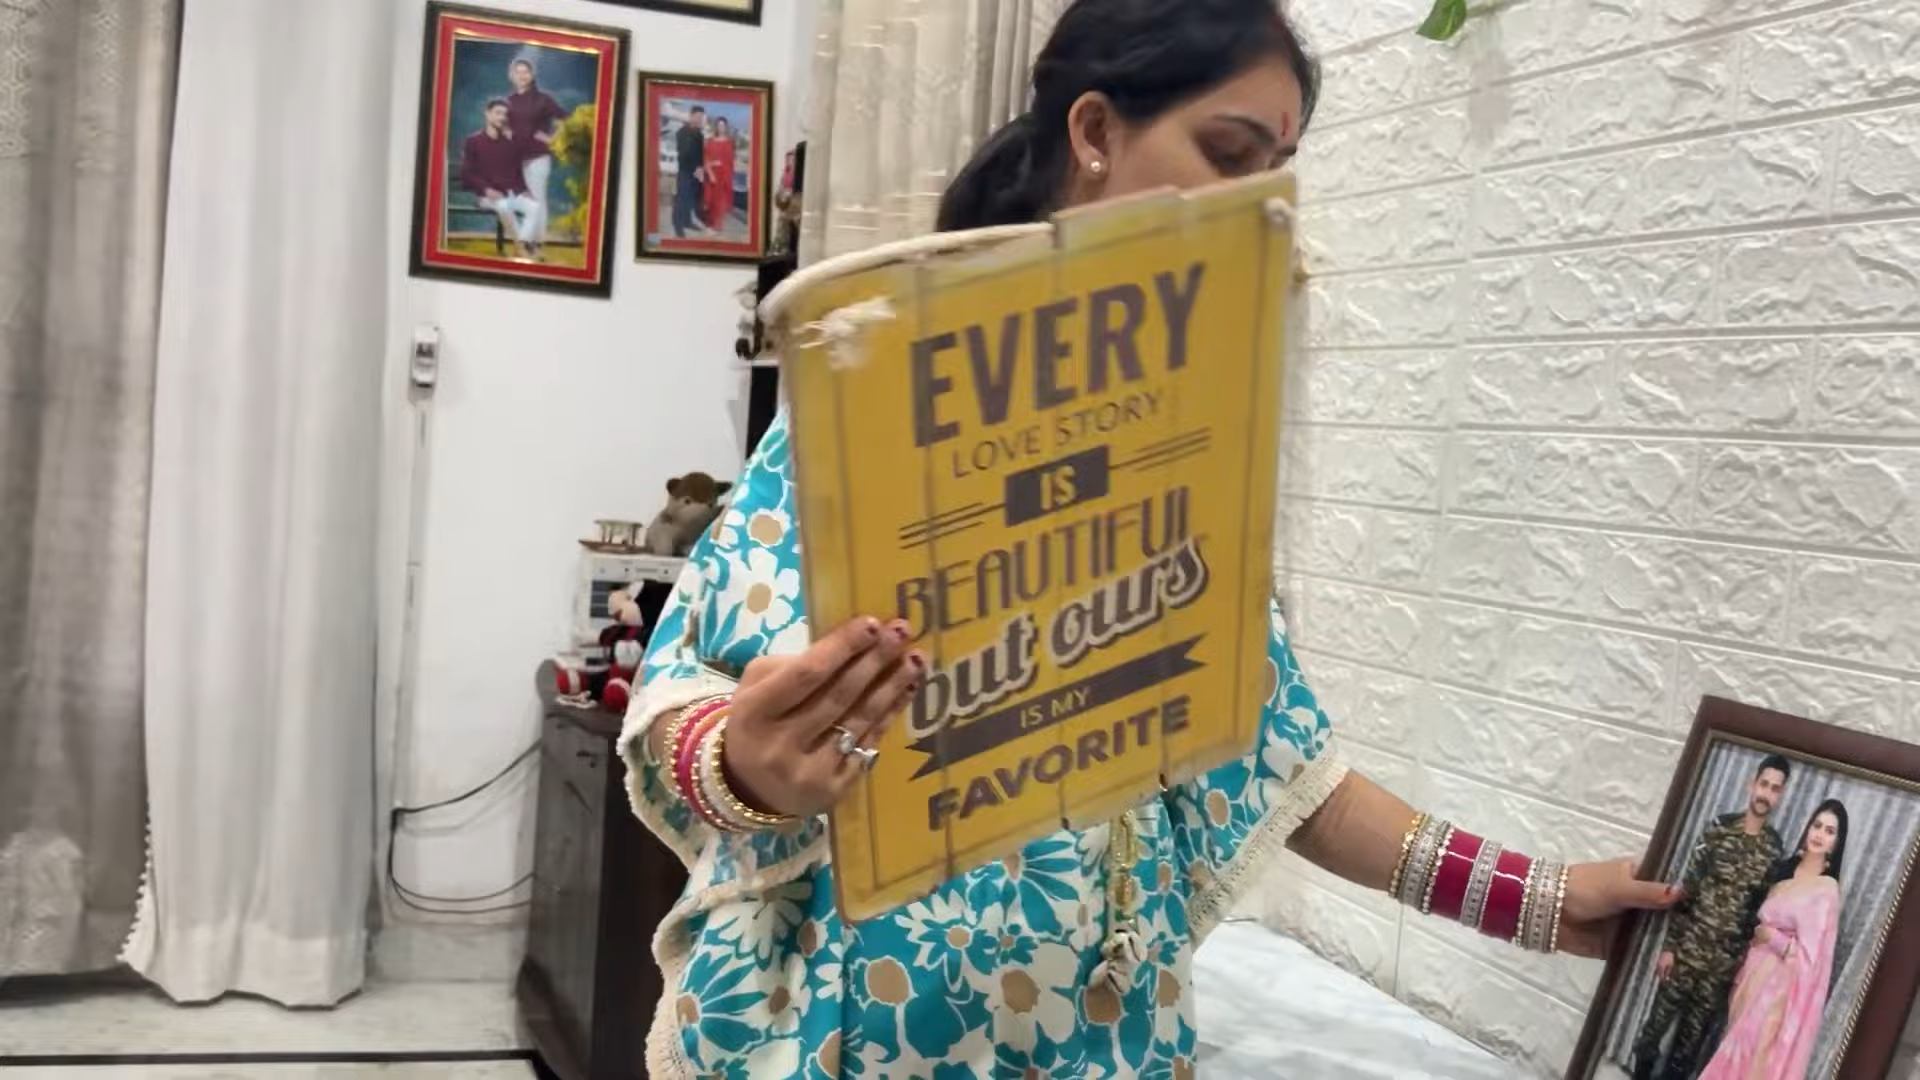 EVERY
LOVE STORY
IS
BEAUTIFUL
but ours
IS MY
FAVORITE